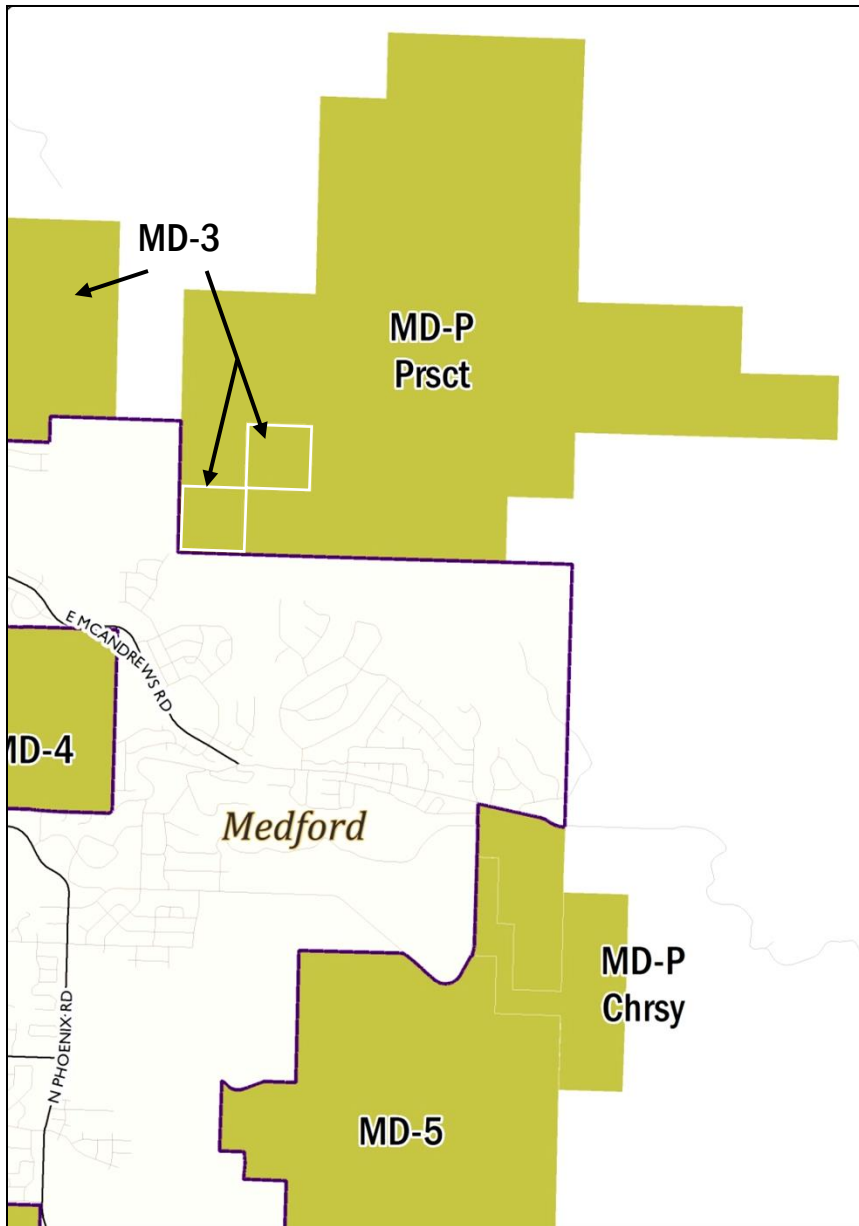 MD-3
MD-P
Prsct
E MCANDREWS RD
MD-4
Medford
MD-P
Chrsy
N PHOENIX RD
MD-5